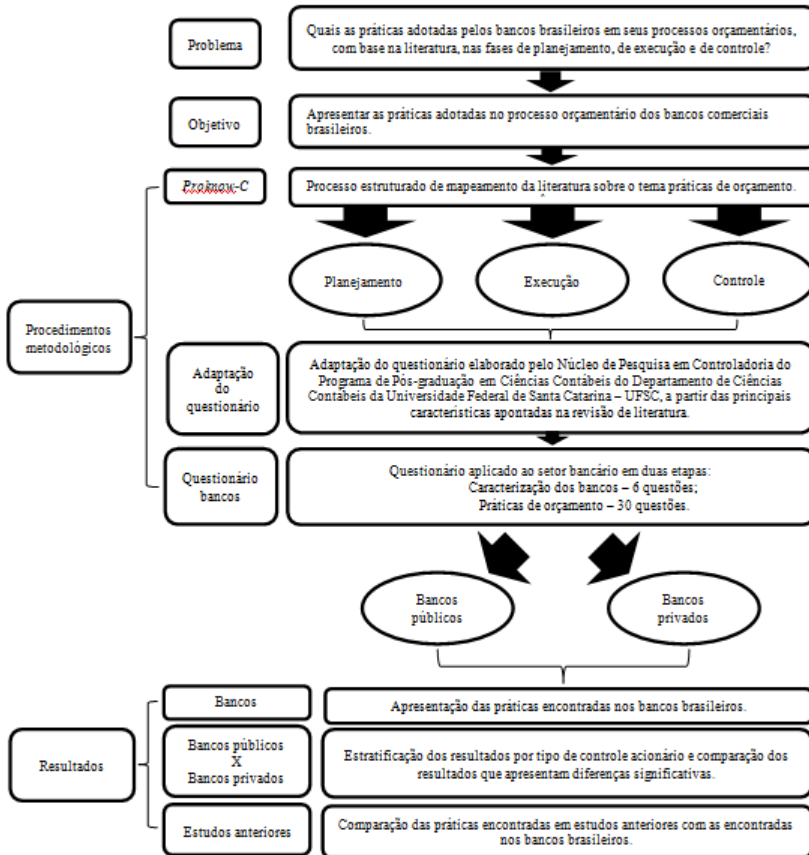 Problema
Quais as práticas adotadas pelos bancos brasileiros em seus processos orçamentários,
com base na literatura, nas fases de planejamento, de execução e de controle?
Objetivo
Apresentar as práticas adotadas no processo orçamentário dos bancos comerciais
brasileiros.
Proknow-C
Processo estruturado de mapeamento da literatura sobre o tema práticas de orçamento.
Planejamento
Execução
Controle
Procedimentos
metodológicos
Adaptação
do
questionário
Adaptação do questionário elaborado pelo Núcleo de Pesquisa em Controladoria do
Programa de Pós-graduação em Ciências Contábeis do Departamento de Ciências
Contábeis da Universidade Federal de Santa Catarina – UFSC, a partir das principais
características apontadas na revisão de literatura.
Questionário
bancos
Questionário aplicado ao setor bancário em duas etapas:
Caracterização dos bancos – 6 questões;
Práticas de orçamento – 30 questões.
Bancos
públicos
Bancos
privados
Resultados
Bancos
Apresentação das práticas encontradas nos bancos brasileiros.
Bancos públicos
X
Bancos privados
Estratificação dos resultados por tipo de controle acionário e comparação dos
resultados que apresentam diferenças significativas.
Estudos anteriores
Comparação das práticas encontradas em estudos anteriores com as encontradas
nos bancos brasileiros.